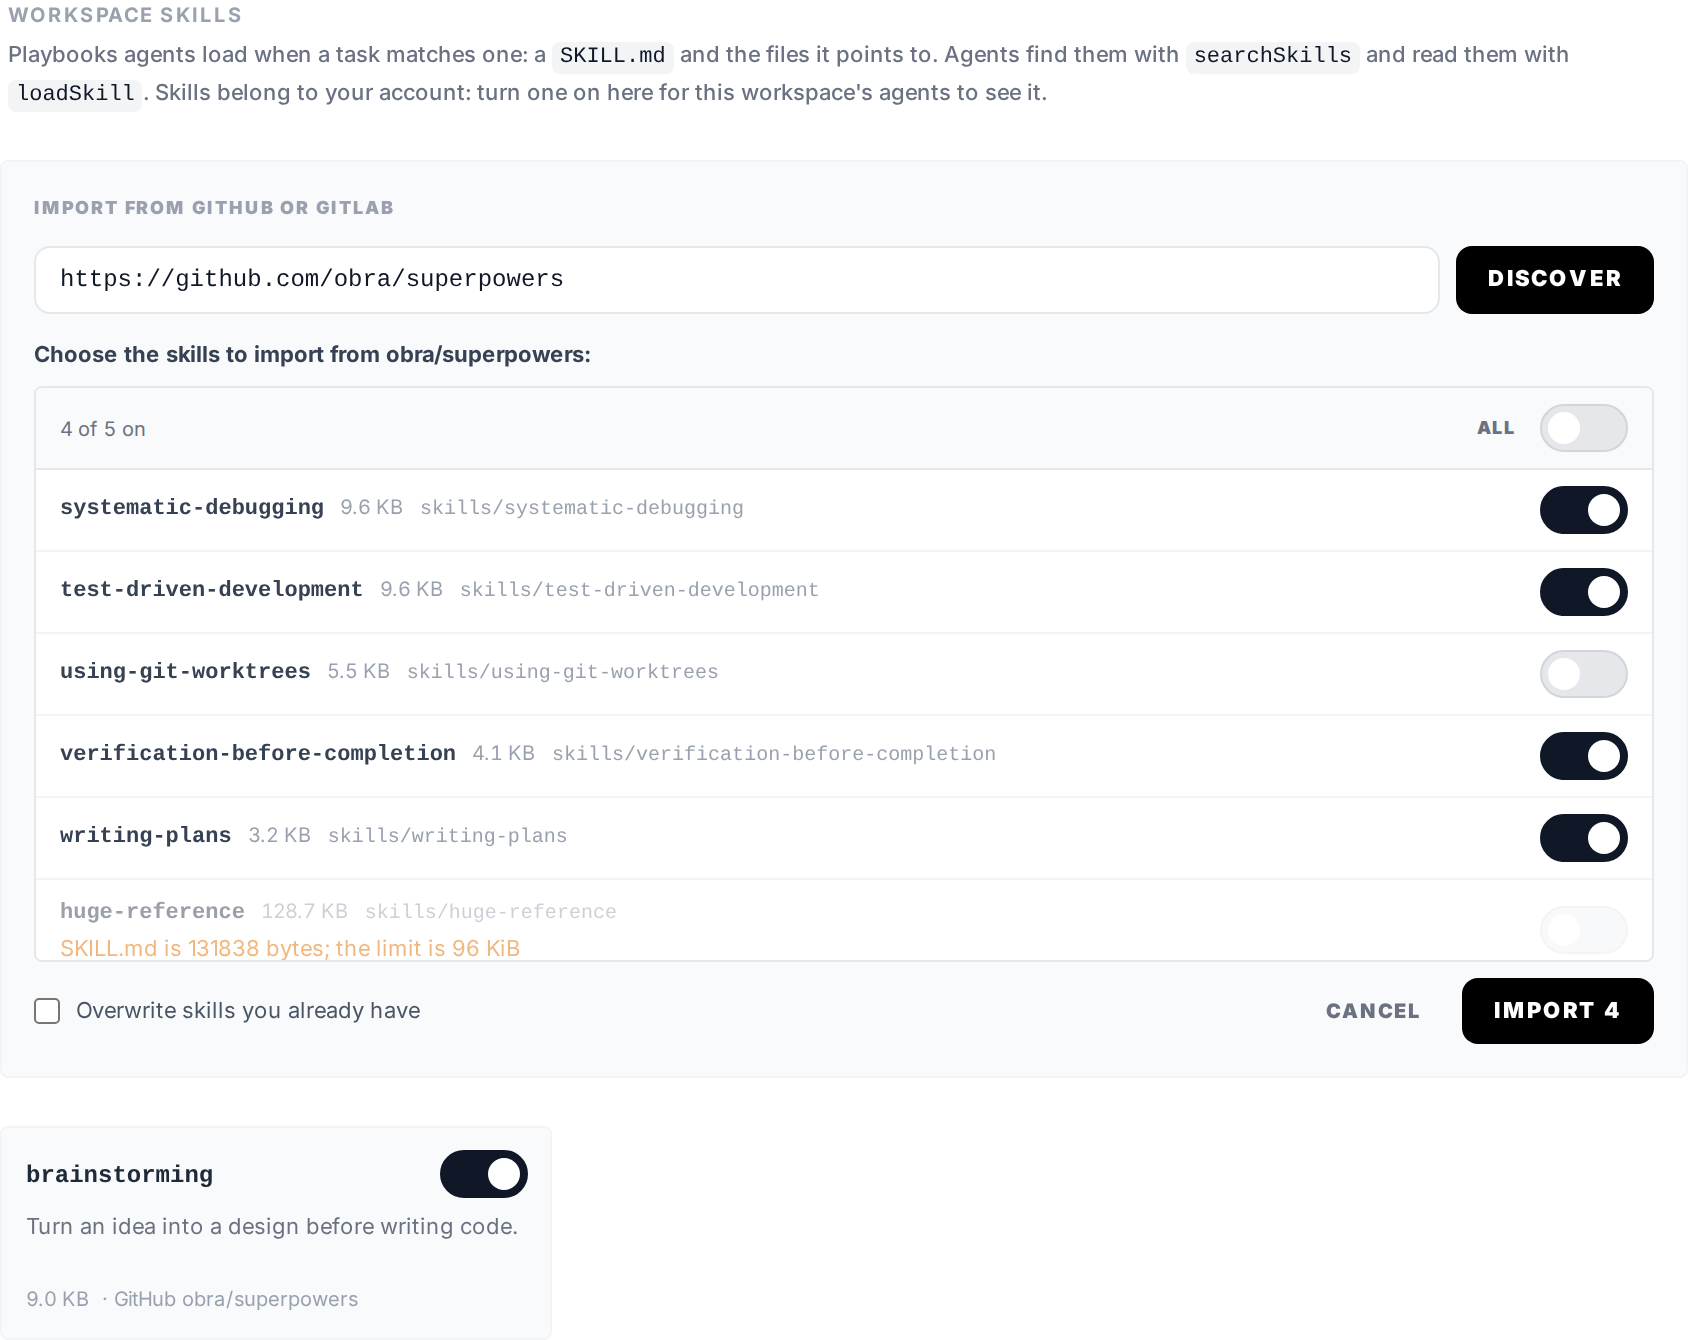 WORKSPACE SKILLS
Playbooks agents load when a task matches one: a SKILL.md and the files it points to. Agents find them with searchSkills and read them with
loadSkill. Skills belong to your account: turn one on here for this workspace's agents to see it.
IMPORT FROM GITHUB OR GITLAB
https://github.com/obra/superpowers DISCOVER
Choose the skills to import from obra/superpowers:
4 of 5 on ALL
systematic-debugging 9.6 KB skills/systematic-debugging
test-driven-development 9.6 KB skills/test-driven-development
using-git-worktrees 5.5 KB skills/using-git-worktrees
verification-before-completion 4.1 KB skills/verification-before-completion
writing-plans 3.2 KB skills/writing-plans
huge-reference 128.7 KB skills/huge-reference
SKILL.md is 131838 bytes; the limit is 96 KiB
Overwrite skills you already have CANCEL IMPORT 4
brainstorming
Turn an idea into a design before writing code.
9.0 KB · GitHub obra/superpowers